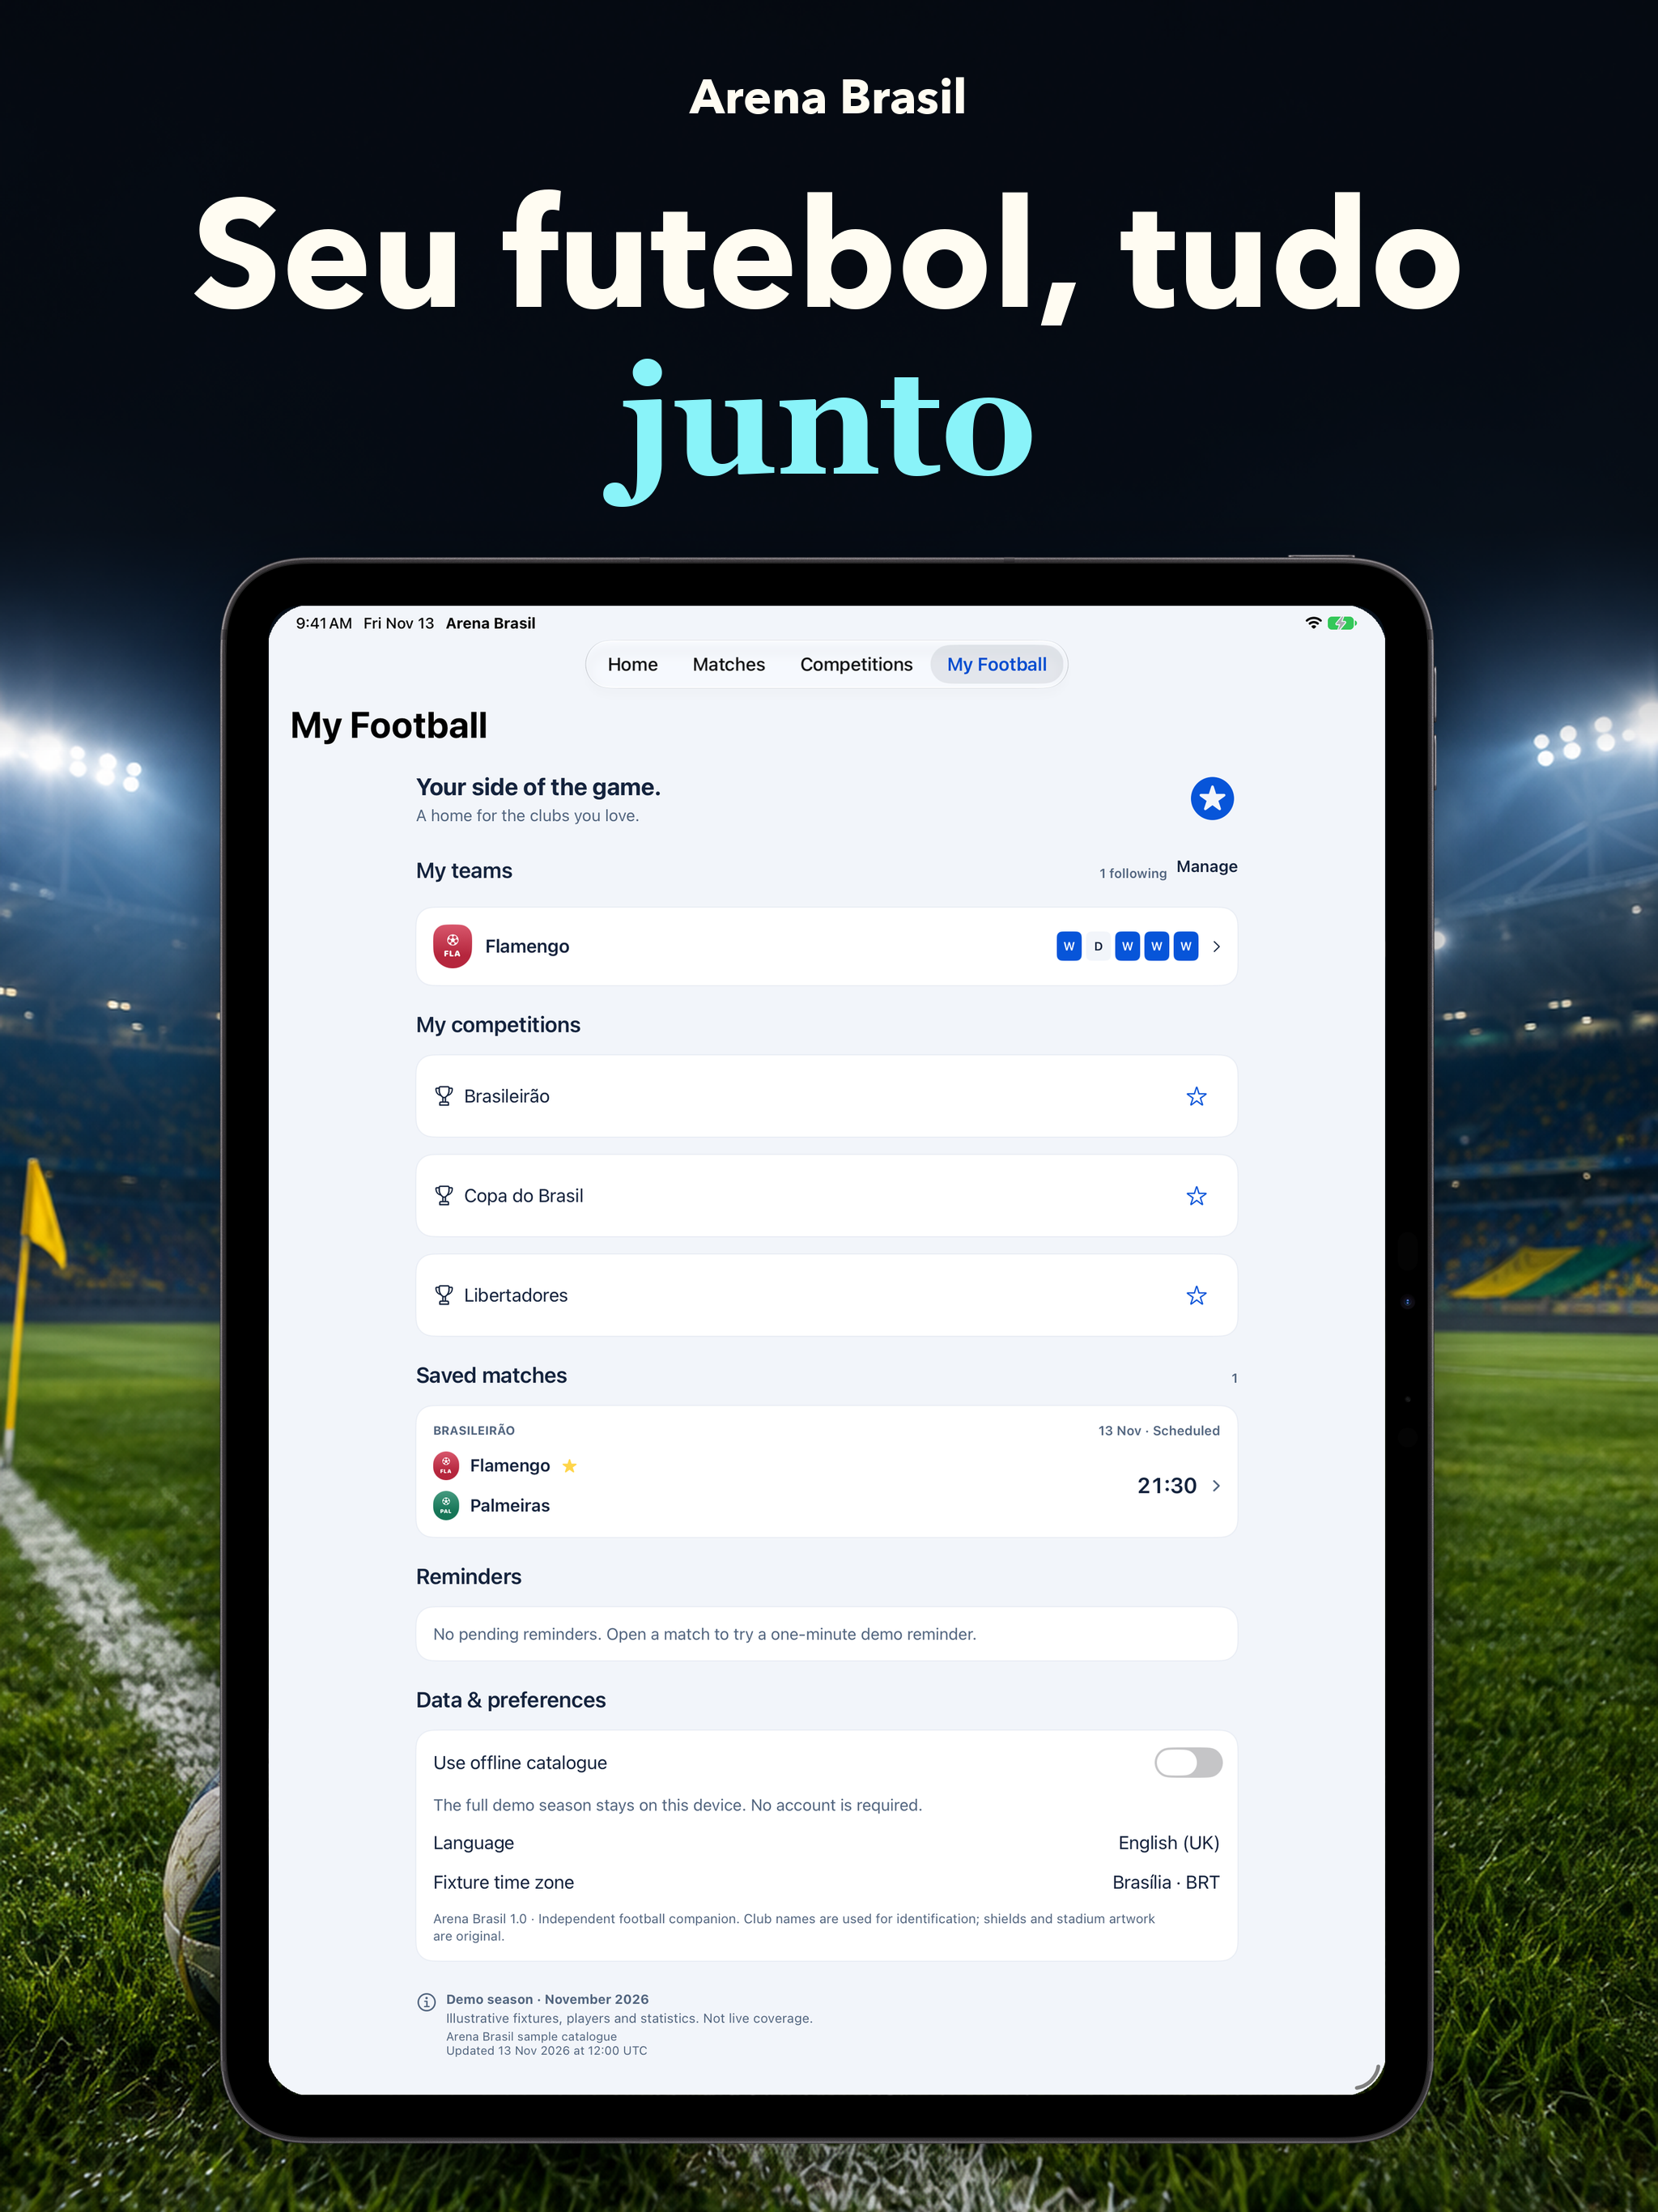 Arena Brasil
Seu futebol, tudo
junto
9:41 AM Fri Nov 13 Arena Brasil
Home Matches Competitions My Football
My Football
Your side of the game.
A home for the clubs you love.
My teams 1 following Manage
FLA Flamengo W D W W W
My competitions
Brasileirão
Copa do Brasil
Libertadores
Saved matches 1
BRASILEIRÃO 13 Nov · Scheduled
FLA Flamengo
21:30
PAL Palmeiras
Reminders
No pending reminders. Open a match to try a one-minute demo reminder.
Data & preferences
Use offline catalogue
The full demo season stays on this device. No account is required.
Language English (UK)
Fixture time zone Brasília · BRT
Arena Brasil 1.0 · Independent football companion. Club names are used for identification; shields and stadium artwork
are original.
Demo season · November 2026
Illustrative fixtures, players and statistics. Not live coverage.
Arena Brasil sample catalogue
Updated 13 Nov 2026 at 12:00 UTC